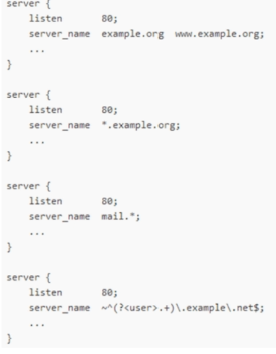 server {
    listen       80;
    server_name  example.org  www.example.org;
    ...
}
server {
    listen       80;
    server_name  *.example.org;
    ...
}
server {
    listen       80;
    server_name  mail.*;
    ...
}
server {
    listen       80;
    server_name  ~^(?<user>.+)\.example\.net$;
    ...
}